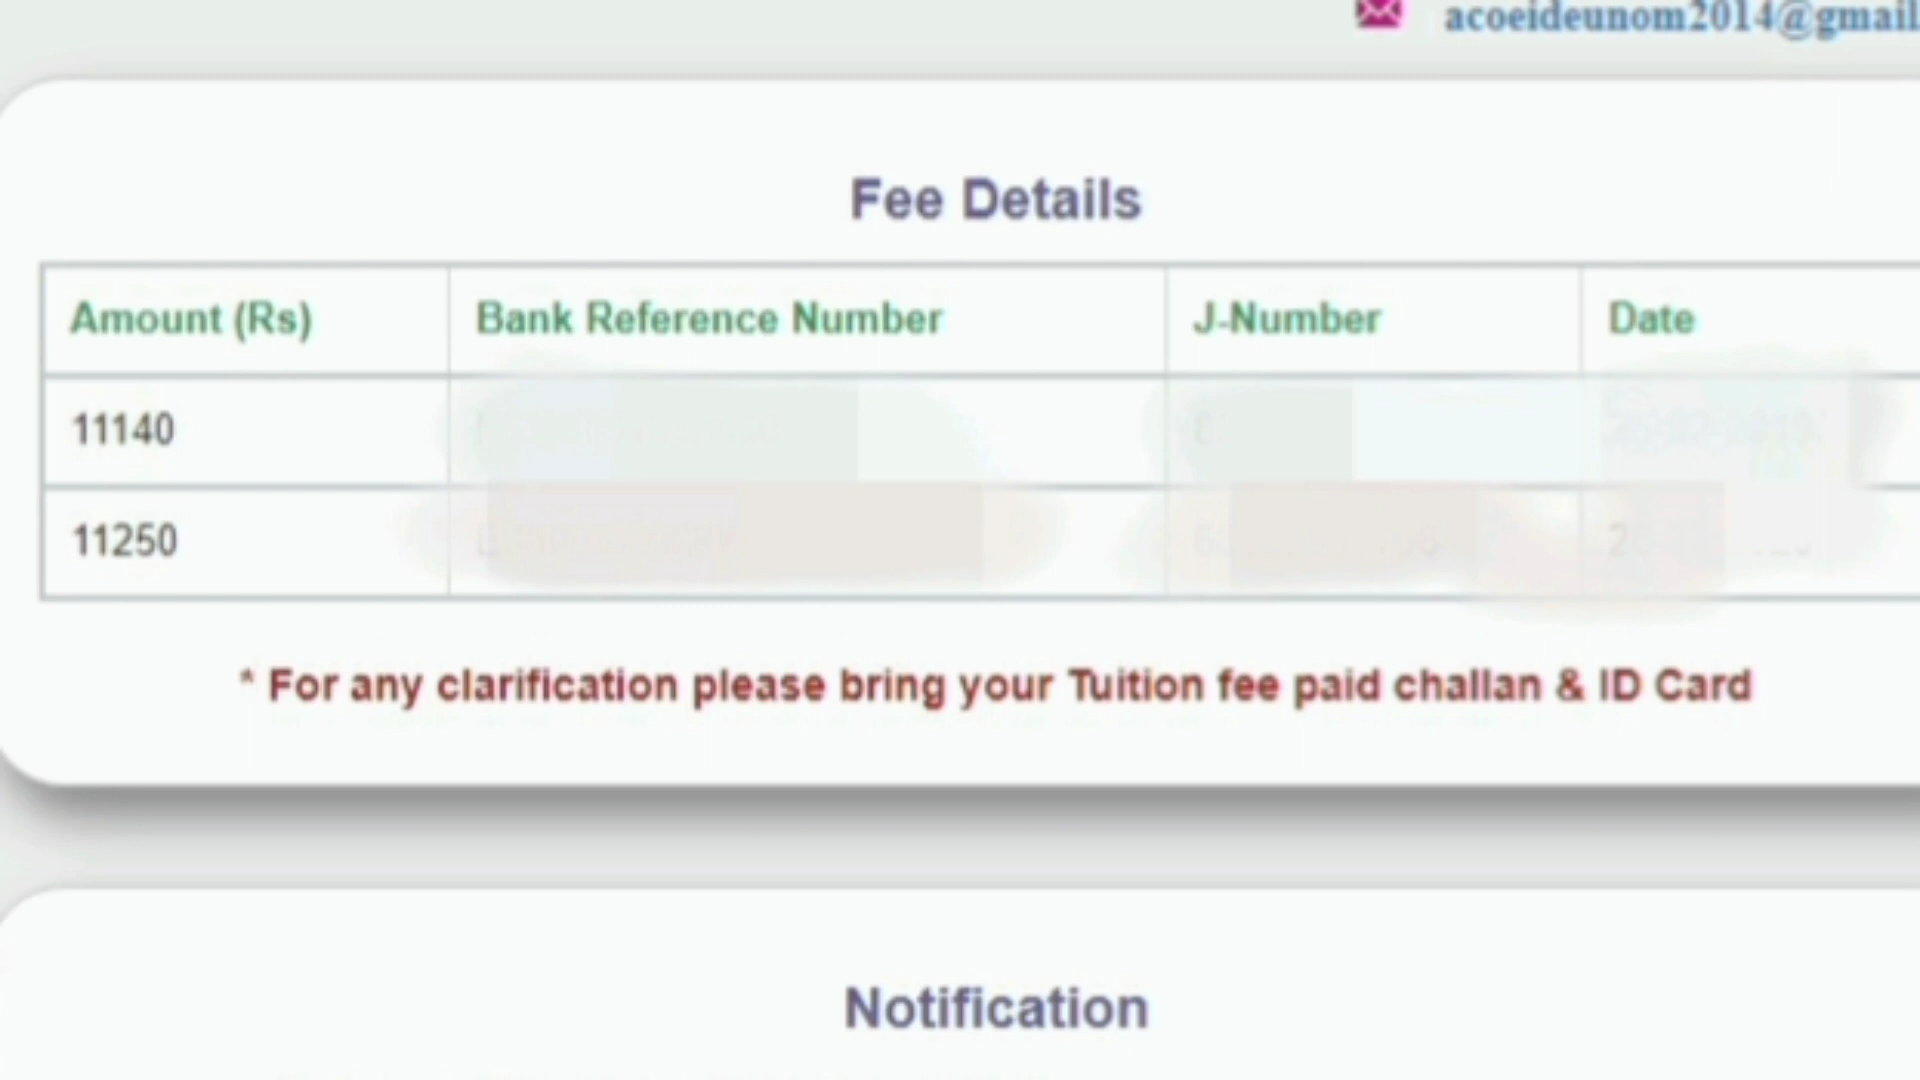 acoeideunom2014@gmail
Fee Details
Amount (Rs) Bank Reference Number J-Number Date
11140
11250
* For any clarification please bring your Tuition fee paid challan & ID Card
Notification